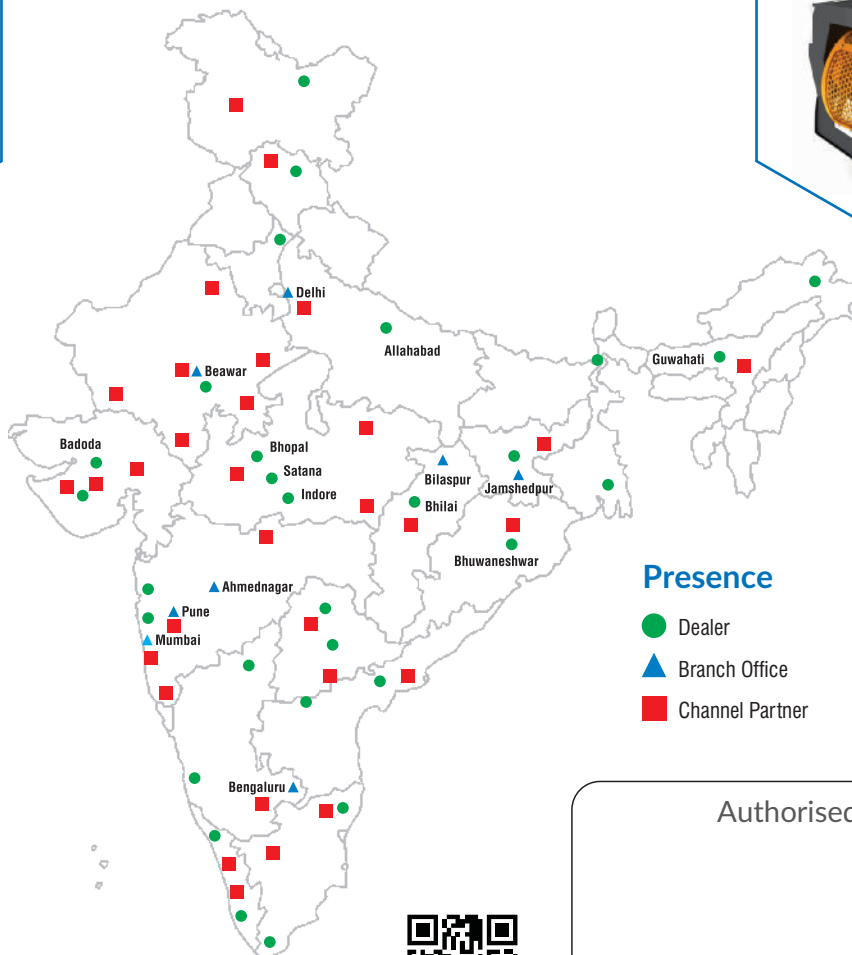 Delhi
Allahabad
Beawar
Guwahati
Badoda
Bhopal
Satana
Indore
Bilaspur
Jamshedpur
Bhilai
Bhuwaneshwar
Ahmednagar
Pune
Mumbai
Bengaluru
Presence
Dealer
Branch Office
Channel Partner
Authorised